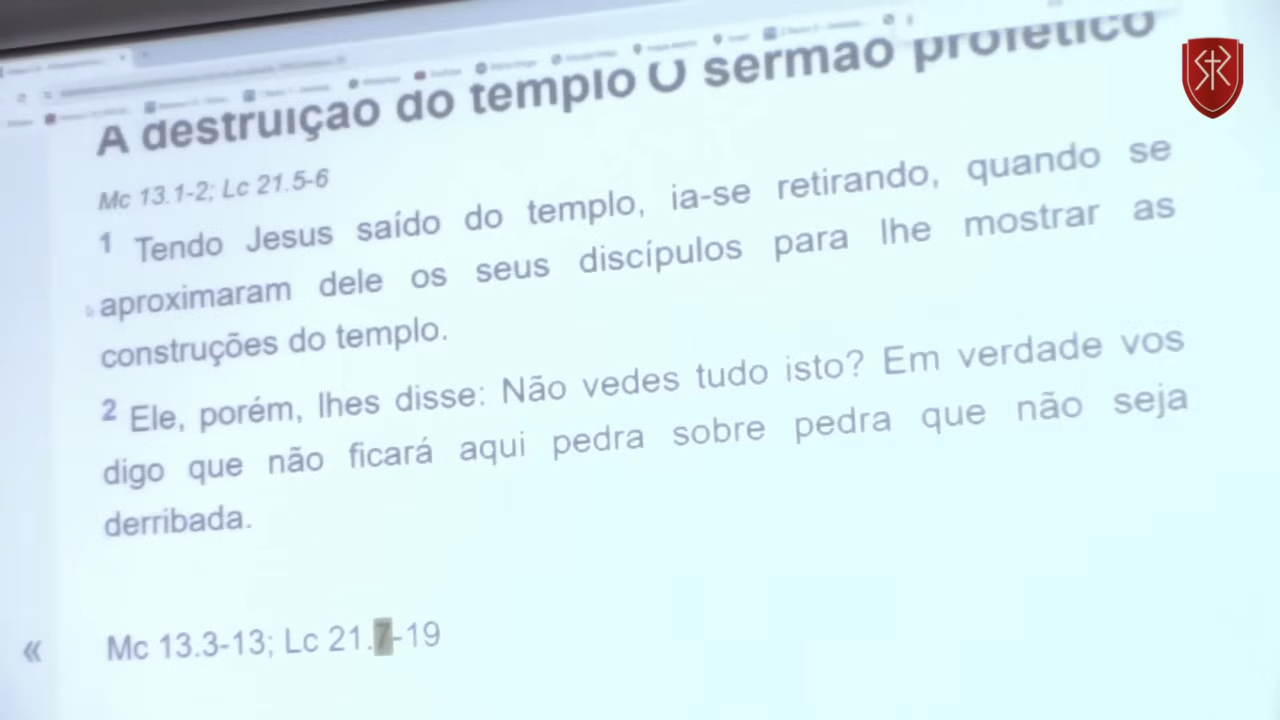 A destruição do templo O sermão profético
Mc 13.1-2; Lc 21.5-6
1 Tendo Jesus saído do templo, ia-se retirando, quando se
aproximaram dele os seus discípulos para lhe mostrar as
construções do templo.
2 Ele, porém, lhes disse: Não vedes tudo isto? Em verdade vos
digo que não ficará aqui pedra sobre pedra que não seja
derribada.
« Mc 13.3-13; Lc 21.7-19